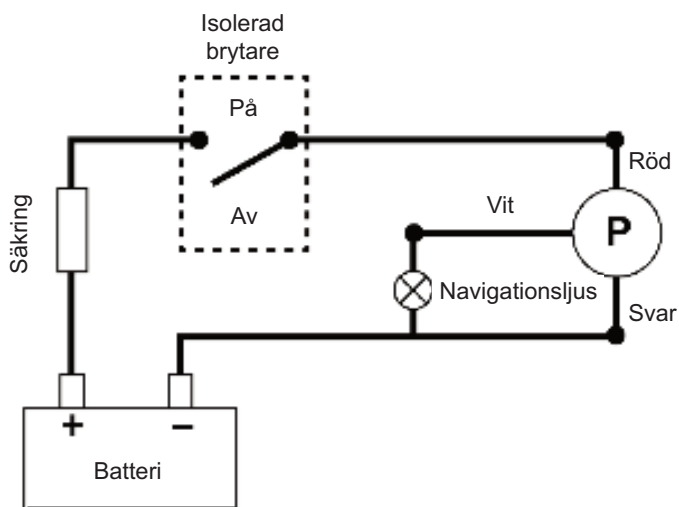 Isolerad
brytare
På
Av
Säkring
Röd
Vit
P
Navigationsljus
Svar
+
−
Batteri